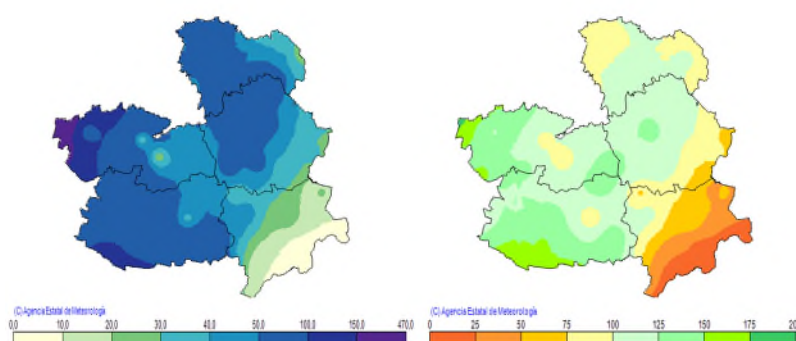 (C) Agencia Estatal de Meteorología
0,0 10,0 20,0 30,0 40,0 50,0 100,0 150,0 470,0
(C) Agencia Estatal de Meteorología
0 25 50 75 100 125 150 175